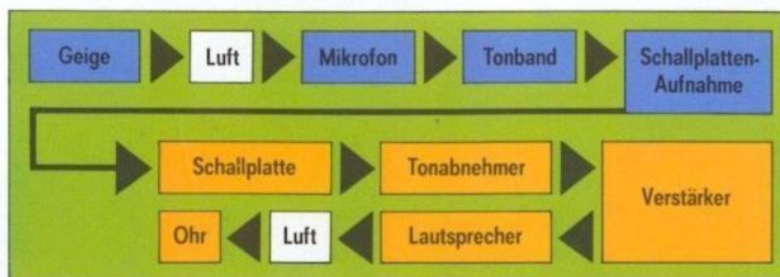 Geige
Luft
Mikrofon
Tonband
Schallplatten-
Aufnahme
Schallplatte
Tonabnehmer
Verstärker
Lautsprecher
Luft
Ohr